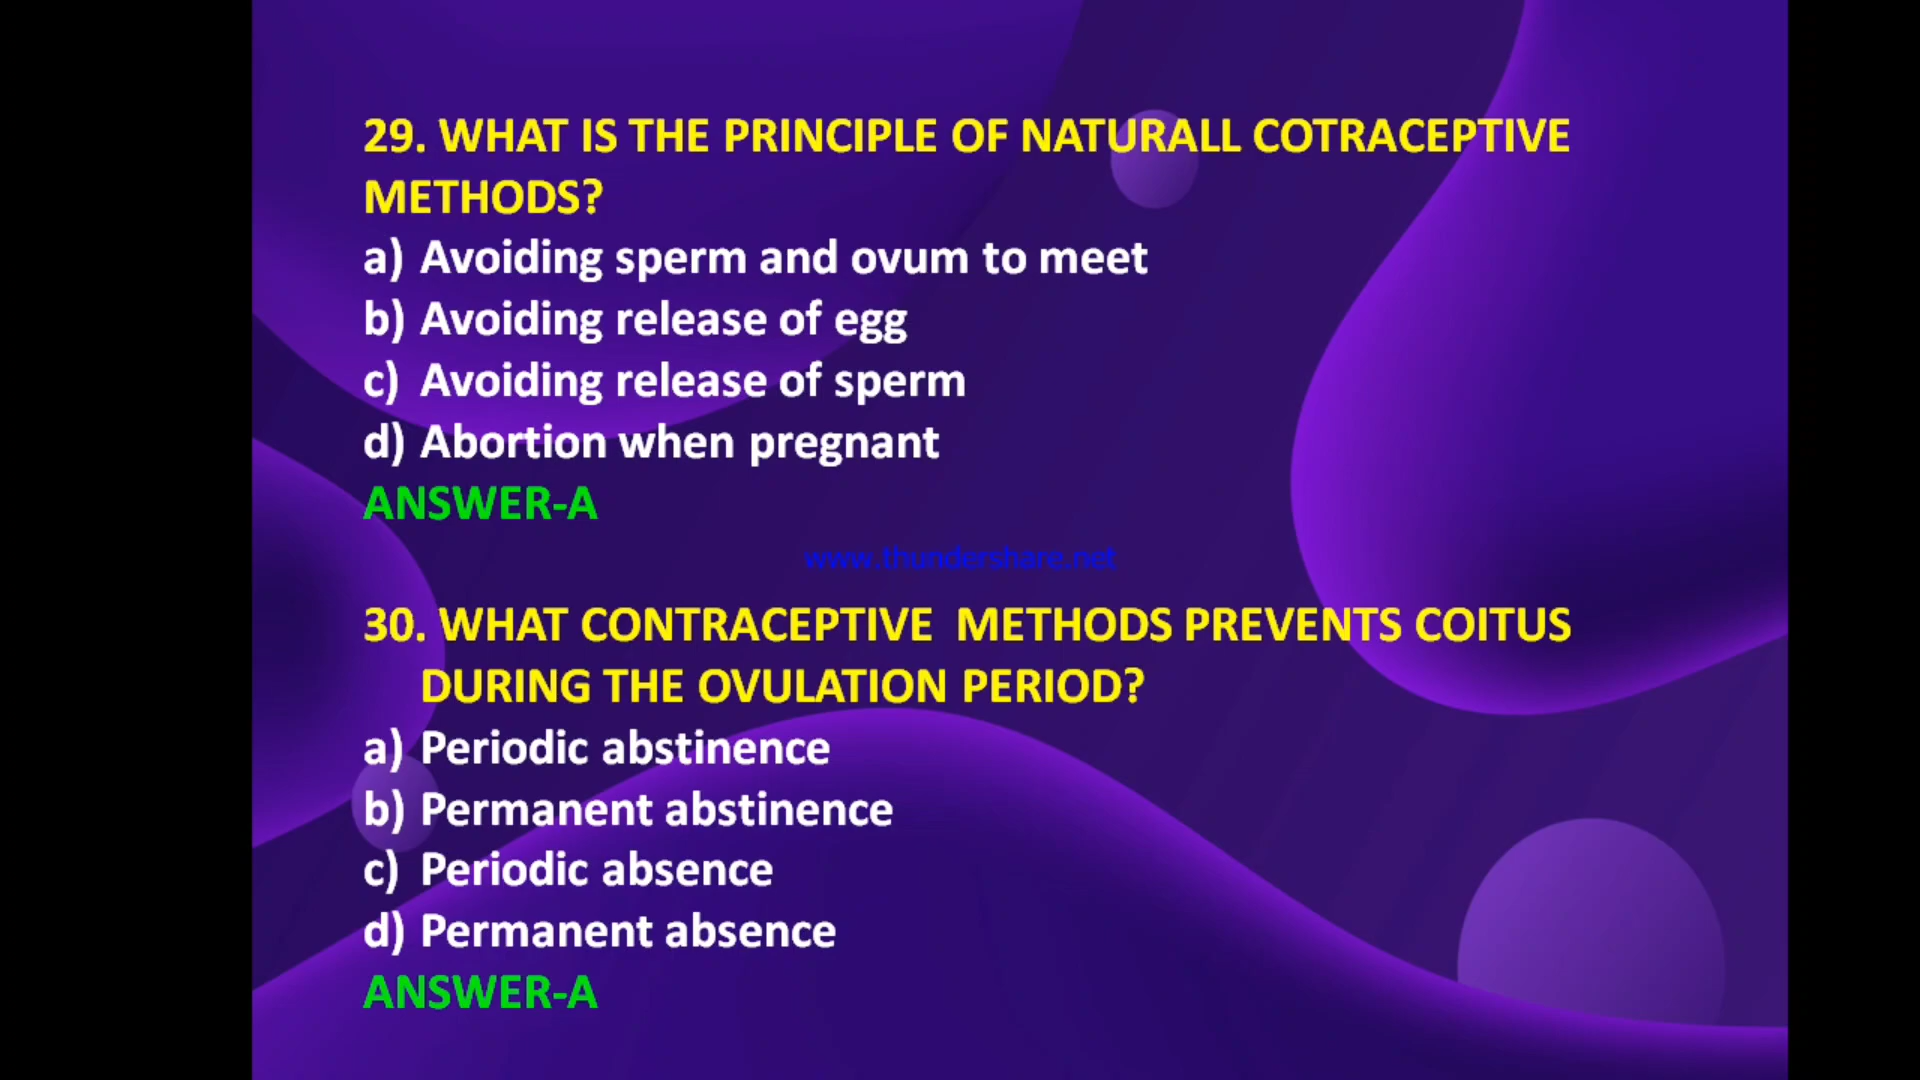 29. WHAT IS THE PRINCIPLE OF NATURALL COTRACEPTIVE
METHODS?
a) Avoiding sperm and ovum to meet
b) Avoiding release of egg
c) Avoiding release of sperm
d) Abortion when pregnant
ANSWER-A
www.thundershare.net
30. WHAT CONTRACEPTIVE METHODS PREVENTS COITUS
DURING THE OVULATION PERIOD?
a) Periodic abstinence
b) Permanent abstinence
c) Periodic absence
d) Permanent absence
ANSWER-A